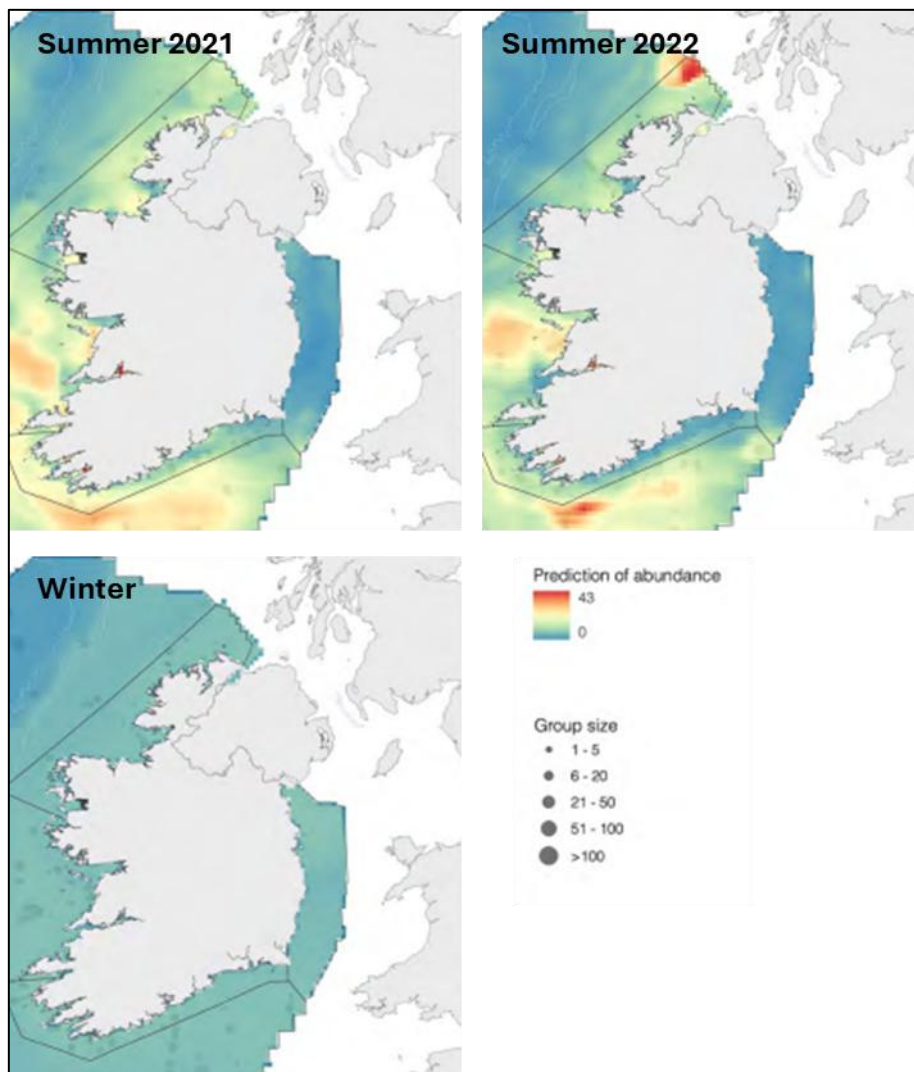 Summer 2021
Summer 2022
Winter
Prediction of abundance
43
0
Group size
1 - 5
6 - 20
21 - 50
51 - 100
>100